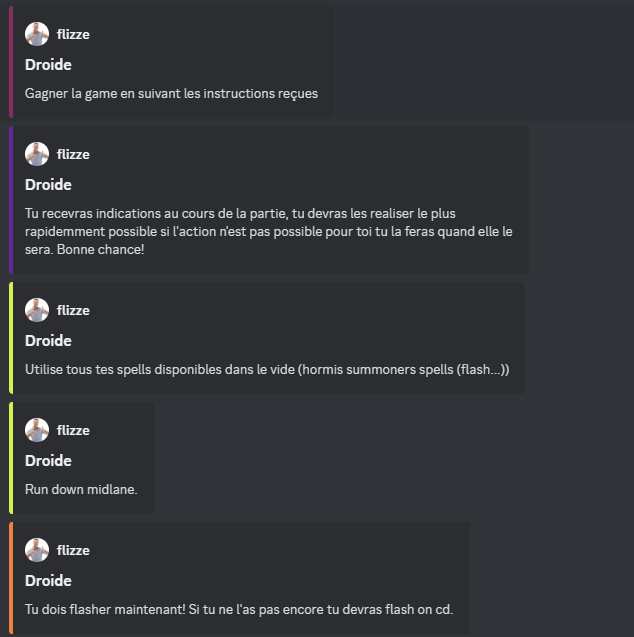 flizze
Droide
Gagner la game en suivant les instructions reçues
flizze
Droide
Tu recevras indications au cours de la partie, tu devras les realiser le plus
rapidemment possible si l'action n'est pas possible pour toi tu la feras quand elle le
sera. Bonne chance!
flizze
Droide
Utilise tous tes spells disponibles dans le vide (hormis summoners spells (flash...))
flizze
Droide
Run down midlane.
flizze
Droide
Tu dois flasher maintenant! Si tu ne l'as pas encore tu devras flash on cd.